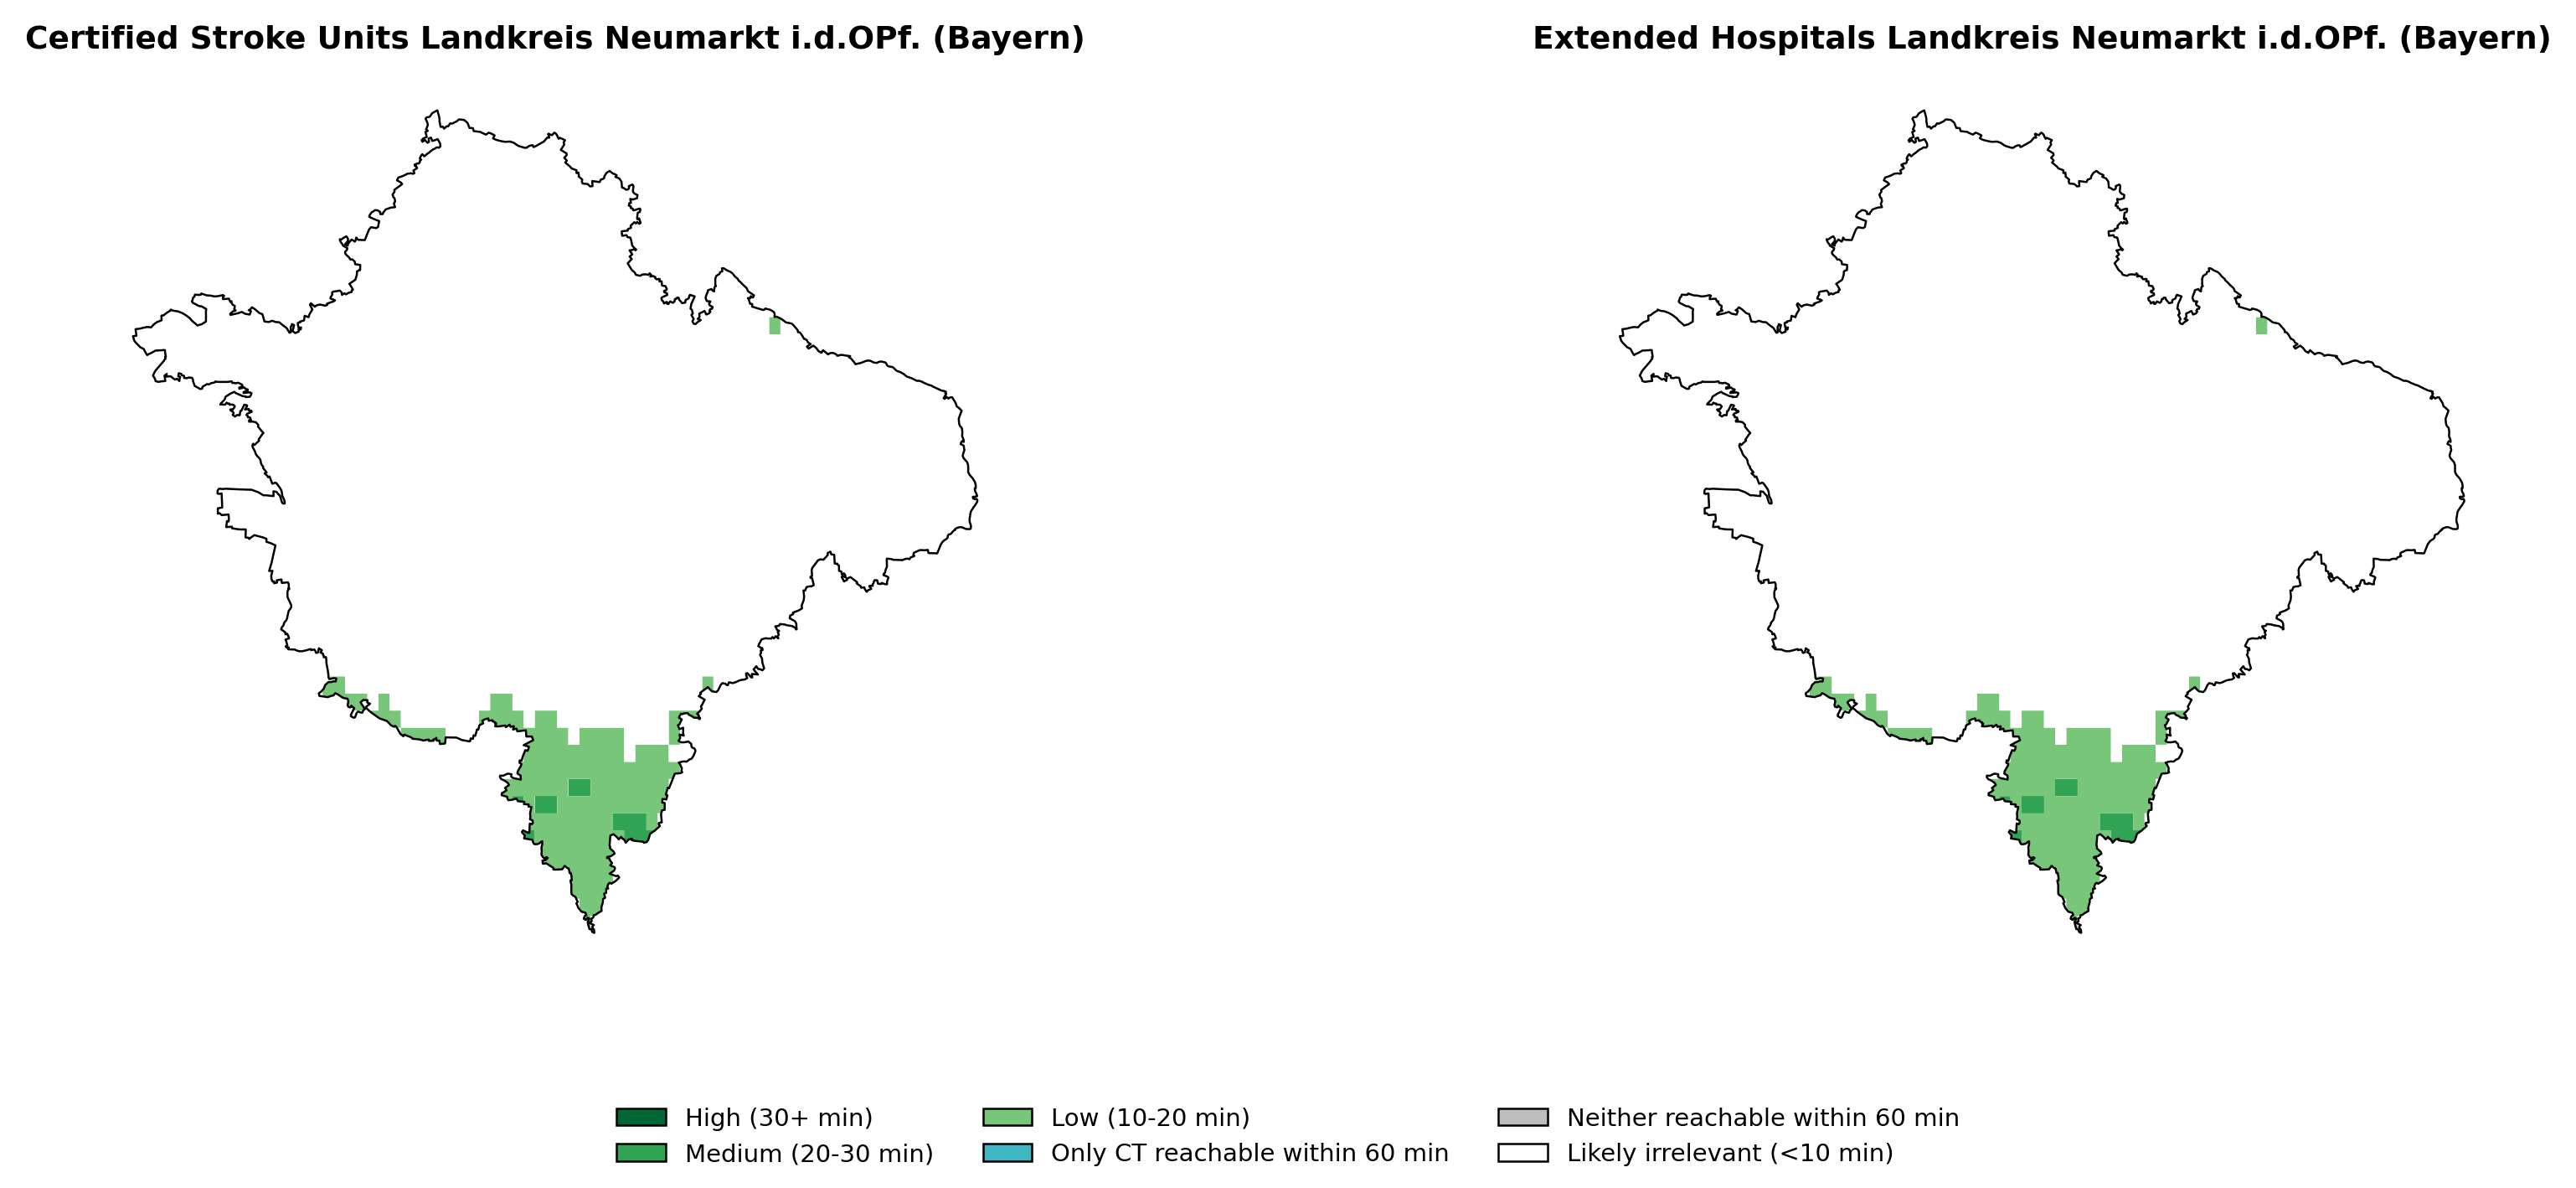 Certified Stroke Units Landkreis Neumarkt i.d.OPf. (Bayern)
Extended Hospitals Landkreis Neumarkt i.d.OPf. (Bayern)
High (30+ min)
Medium (20-30 min)
Low (10-20 min)
Only CT reachable within 60 min
Neither reachable within 60 min
Likely irrelevant (<10 min)